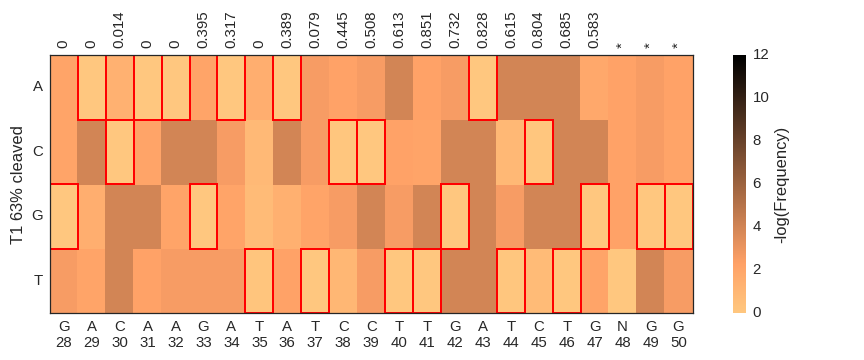 0 0 0.014 0 0 0.395 0.317 0 0.389 0.079 0.445 0.508 0.613 0.851 0.732 0.828 0.615 0.804 0.685 0.583 * * *
T1 63% cleaved
A
C
G
T
G A C A A G A T A T C C T T G A T C T G N G G
28 29 30 31 32 33 34 35 36 37 38 39 40 41 42 43 44 45 46 47 48 49 50
12
10
8
6
4
2
0
-log(Frequency)